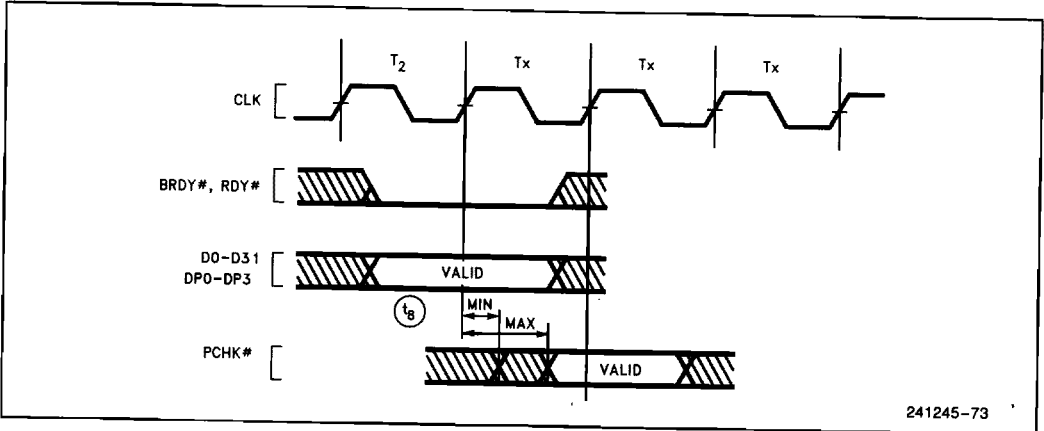 T2 Tx Tx Tx
CLK
BRDY#, RDY#
D0-D31
DP0-DP3
VALID
t8
MIN
MAX
PCHK#
VALID
241245-73